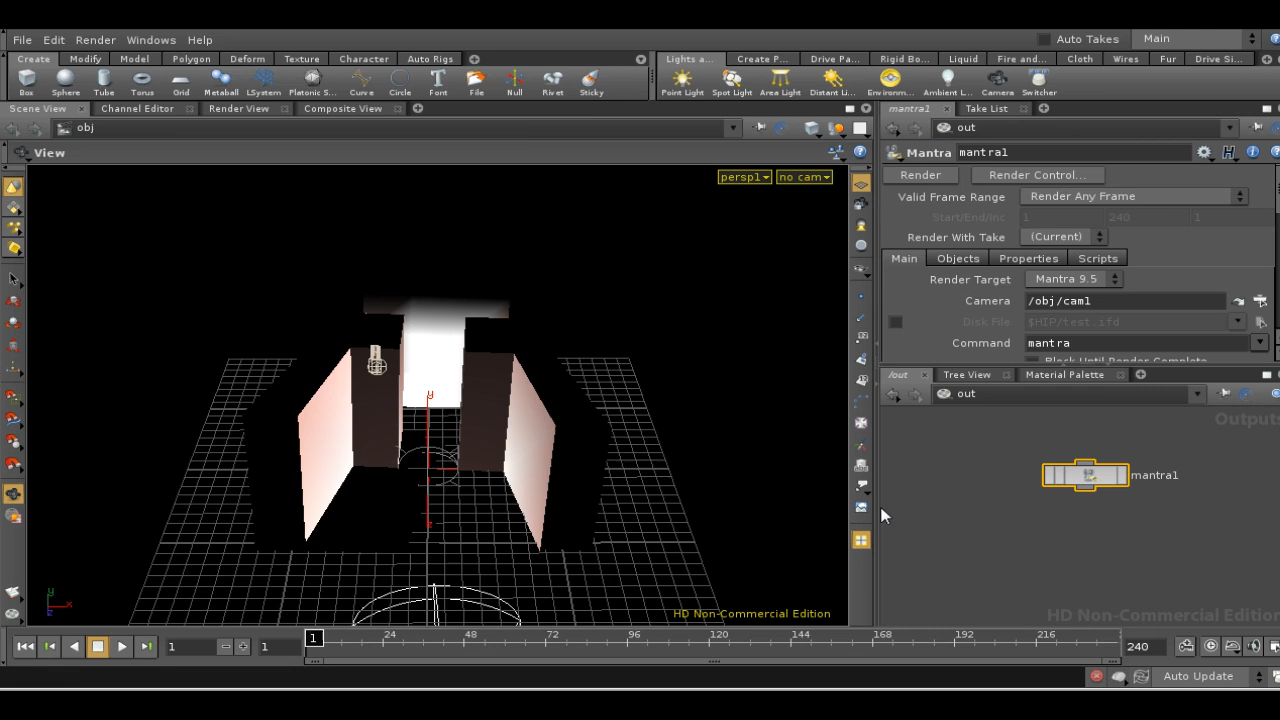 File Edit Render Windows Help Auto Takes Main
Create Modify Model Polygon Deform Texture Character Auto Rigs Lights a... Create P... Drive Pa... Rigid Bo... Liquid Fire and... Cloth Wires Fur Drive Si...
Box Sphere Tube Torus Grid Metaball LSystem Platonic S... Curve Circle Font File Null Rivet Sticky Point Light Spot Light Area Light Distant Li... Environm... Ambient L... Camera Switcher
Scene View Channel Editor Render View Composite View mantra1 Take List
obj out
View Mantra mantra1
persp1 no cam
Render Render Control...
Valid Frame Range Render Any Frame
Start/End/Inc 1 240 1
Render With Take (Current)
Main Objects Properties Scripts
Render Target Mantra 9.5
Camera /obj/cam1
Disk File $HIP/test.ifd
Command mantra
Block Until Render Complete
/out Tree View Material Palette
out
Outputs
mantra1
y
y x z
HD Non-Commercial Edition
HD Non-Commercial Edition
1 1 1 24 48 72 96 120 144 168 192 216 240
Auto Update